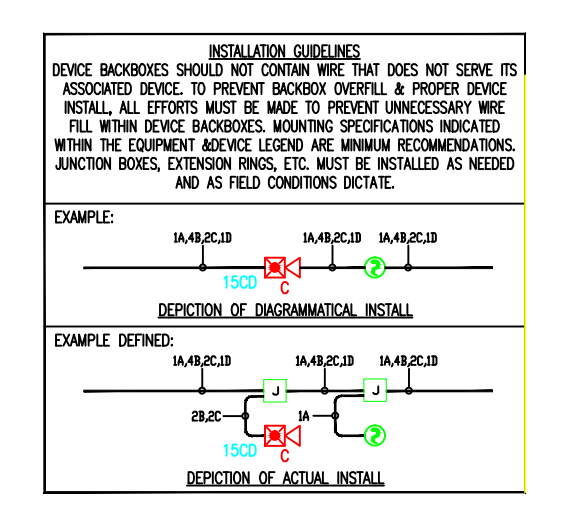 INSTALLATION GUIDELINES
DEVICE BACKBOXES SHOULD NOT CONTAIN WIRE THAT DOES NOT SERVE ITS
ASSOCIATED DEVICE. TO PREVENT BACKBOX OVERFILL & PROPER DEVICE
INSTALL, ALL EFFORTS MUST BE MADE TO PREVENT UNNECESSARY WIRE
FILL WITHIN DEVICE BACKBOXES. MOUNTING SPECIFICATIONS INDICATED
WITHIN THE EQUIPMENT &DEVICE LEGEND ARE MINIMUM RECOMMENDATIONS.
JUNCTION BOXES, EXTENSION RINGS, ETC. MUST BE INSTALLED AS NEEDED
AND AS FIELD CONDITIONS DICTATE.
EXAMPLE:
1A,4B,2C,1D 1A,4B,2C,1D 1A,4B,2C,1D
15CD C
DEPICTION OF DIAGRAMMATICAL INSTALL
EXAMPLE DEFINED:
1A,4B,2C,1D 1A,4B,2C,1D 1A,4B,2C,1D
J J
2B,2C 1A
15CD C
DEPICTION OF ACTUAL INSTALL